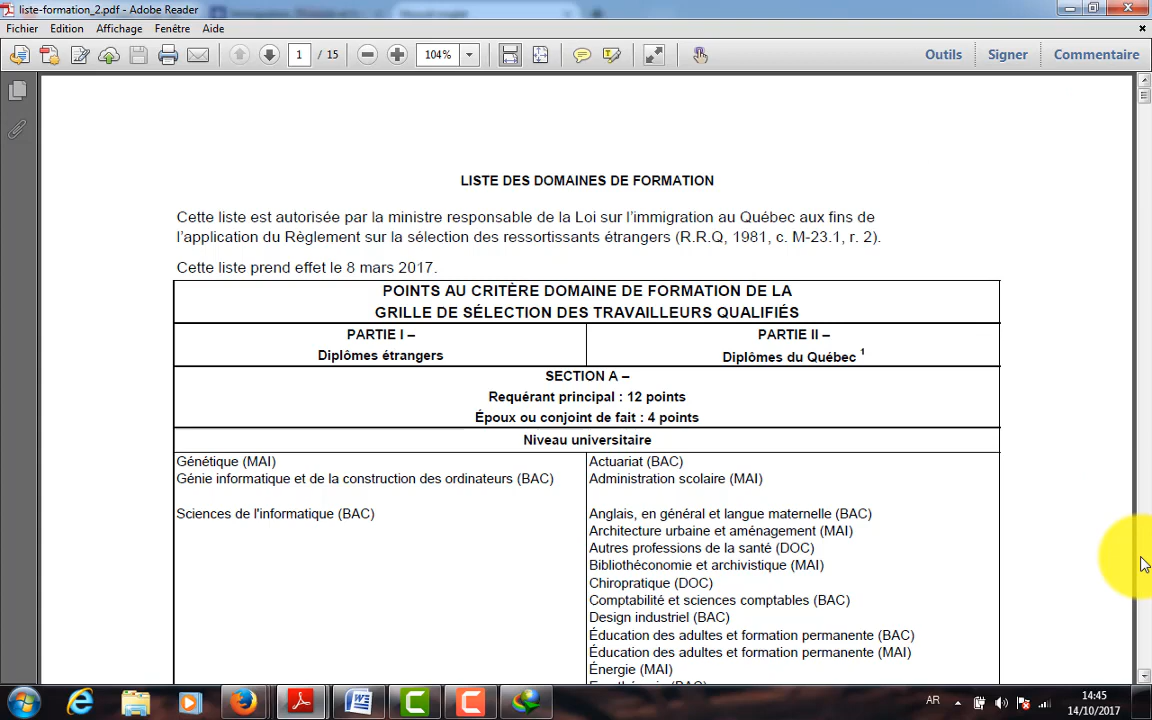 liste-formation_2.pdf - Adobe Reader
Fichier Edition Affichage Fenêtre Aide
1 / 15 104% Outils Signer Commentaire
LISTE DES DOMAINES DE FORMATION
Cette liste est autorisée par la ministre responsable de la Loi sur l'immigration au Québec aux fins de
l'application du Règlement sur la sélection des ressortissants étrangers (R.R.Q, 1981, c. M-23.1, r. 2).
Cette liste prend effet le 8 mars 2017.
POINTS AU CRITÈRE DOMAINE DE FORMATION DE LA
GRILLE DE SÉLECTION DES TRAVAILLEURS QUALIFIÉS
PARTIE I –
Diplômes étrangers
PARTIE II –
Diplômes du Québec 1
SECTION A –
Requérant principal : 12 points
Époux ou conjoint de fait : 4 points
Niveau universitaire
Génétique (MAI)
Génie informatique et de la construction des ordinateurs (BAC)
Sciences de l'informatique (BAC)
Actuariat (BAC)
Administration scolaire (MAI)
Anglais, en général et langue maternelle (BAC)
Architecture urbaine et aménagement (MAI)
Autres professions de la santé (DOC)
Bibliothéconomie et archivistique (MAI)
Chiropratique (DOC)
Comptabilité et sciences comptables (BAC)
Design industriel (BAC)
Éducation des adultes et formation permanente (BAC)
Éducation des adultes et formation permanente (MAI)
Énergie (MAI)
AR
14:45
14/10/2017